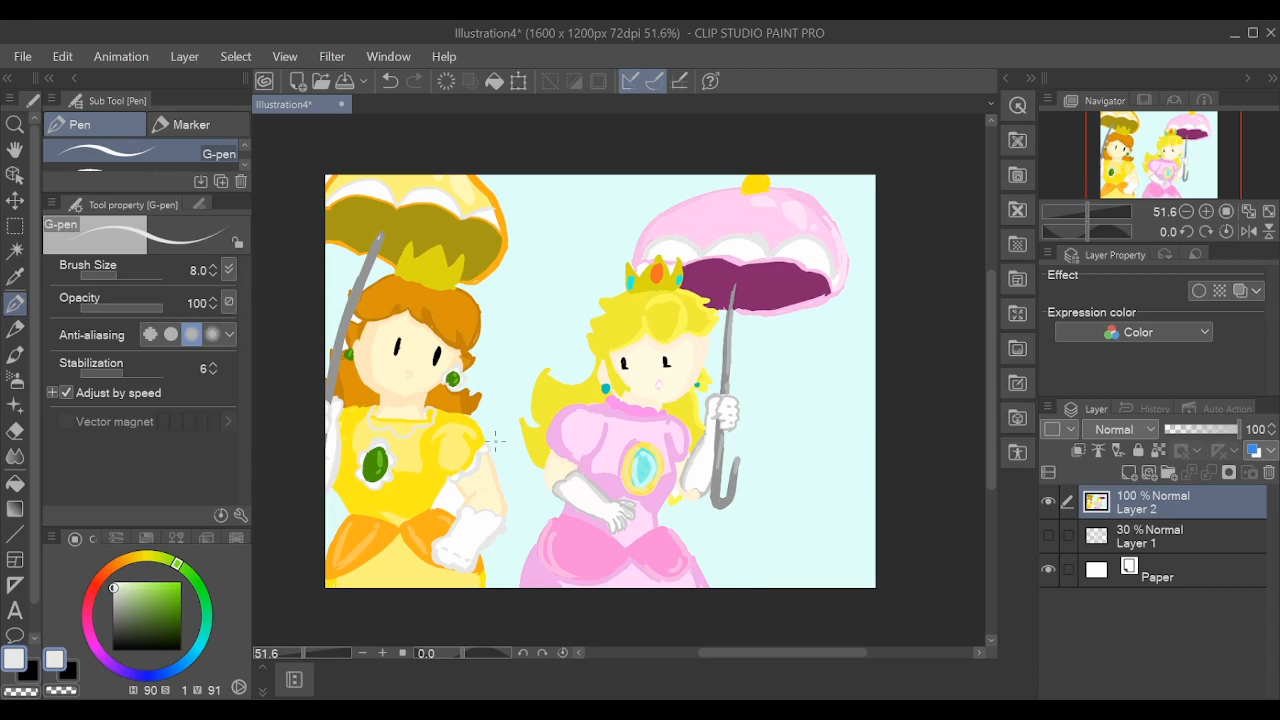 Illustration4* (1600 x 1200px 72dpi 51.6%)  - CLIP STUDIO PAINT PRO
File Edit Animation Layer Select View Filter Window Help
Sub Tool [Pen]
Illustration4*
Navigator
Pen Marker
G-pen
Tool property [G-pen]
G-pen
51.6
0.0
Layer Property
Brush Size 8.0
Effect
Opacity 100
Expression color
Anti-aliasing
Color
Stabilization 6
Adjust by speed
Vector magnet
Layer History Auto Action
Normal 100
100 % Normal
Layer 2
30 % Normal
Layer 1
Paper
C
51.6 0.0
H 90 S 1 V 91